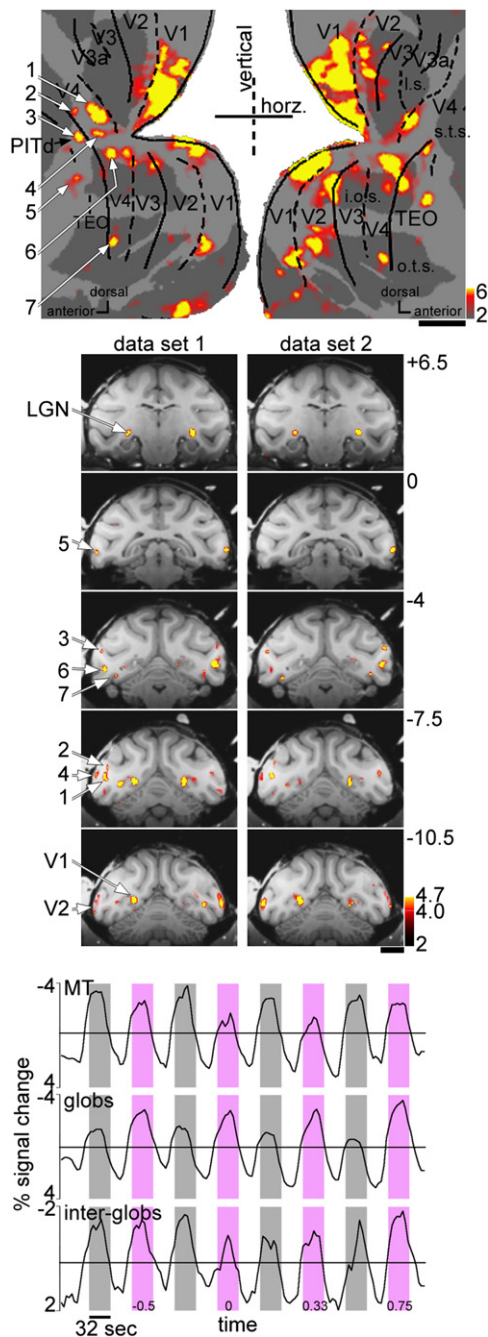 V2
V1
V3
V3a
V4
1
2
3
PITd
4
5
6
7
TEO
V4
V3
V2
V1
vertical
horz.
V1
V2
V3
V3a
l.s.
V4
s.t.s.
i.o.s.
V1
V2
V3
V4
TEO
o.t.s.
dorsal
anterior
dorsal
anterior
6
2
data set 1
data set 2
+6.5
LGN
0
5
-4
3
6
7
-7.5
2
4
1
-10.5
V1
V2
4.7
4.0
2
-4
MT
4
-4
globs
4
-2
inter-globs
2
% signal change
-0.5
0
0.33
0.75
32 sec
time